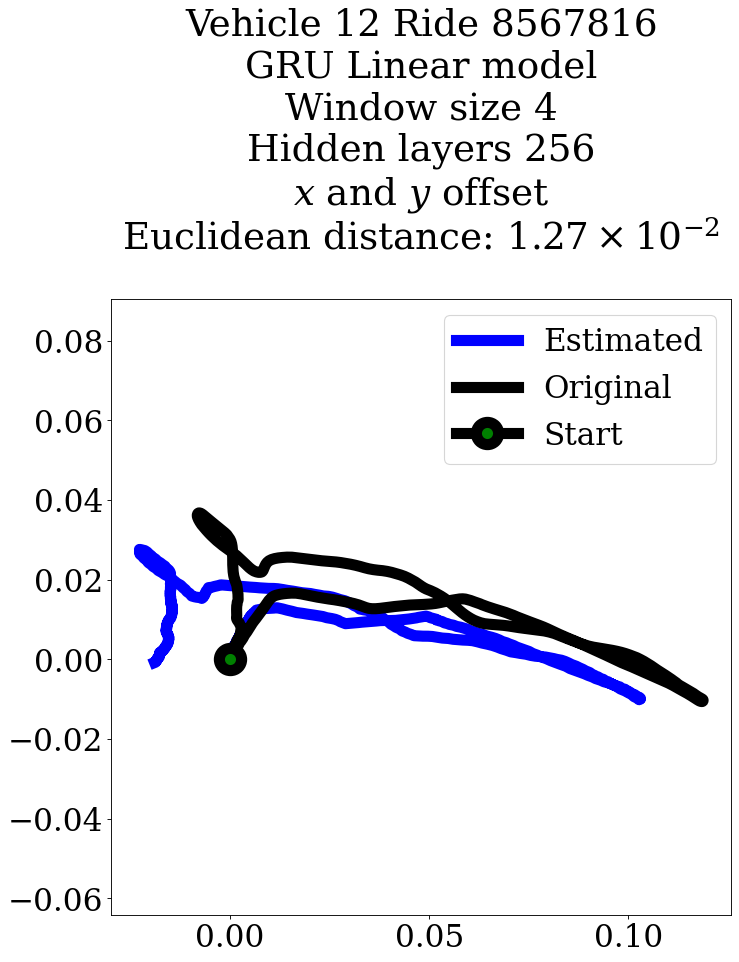 Vehicle 12 Ride 8567816
GRU Linear model
Window size 4
Hidden layers 256
x and y offset
Euclidean distance: 1.27 × 10⁻²
Estimated
Original
Start
0.08
0.06
0.04
0.02
0.00
−0.02
−0.04
−0.06
0.00 0.05 0.10